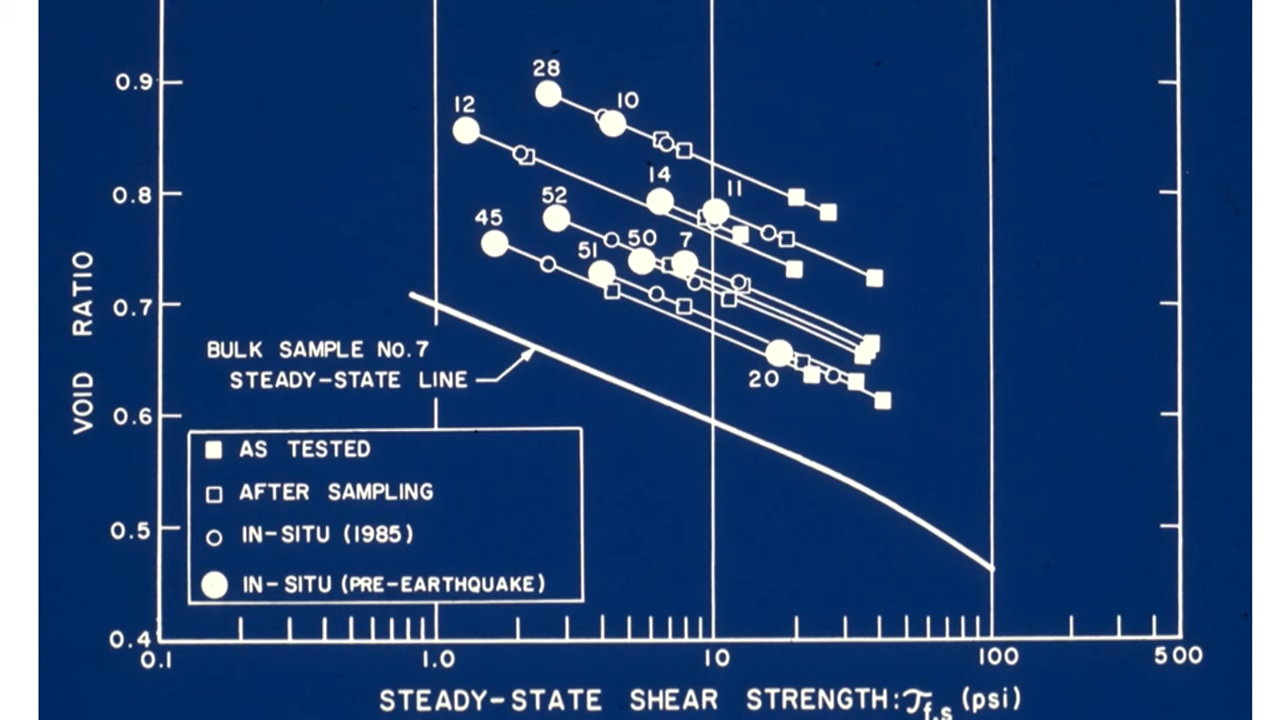 0.9
0.8
0.7
0.6
0.5
0.4
VOID RATIO
28
10
12
14
11
52
45
51
50
7
20
BULK SAMPLE No. 7
STEADY-STATE LINE
AS TESTED
AFTER SAMPLING
IN-SITU (1985)
IN-SITU (PRE-EARTHQUAKE)
0.1
1.0
10
100
500
STEADY-STATE SHEAR STRENGTH: τf,s (psi)